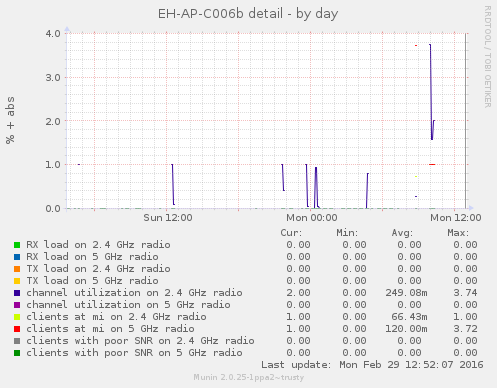 EH-AP-C006b detail - by day
RRDTOOL / TOBI OETIKER
% + abs
4.0
3.0
2.0
1.0
0.0
Sun 12:00 Mon 00:00 Mon 12:00
Cur: Min: Avg: Max:
RX load on 2.4 GHz radio 0.00 0.00 0.00 0.00
RX load on 5 GHz radio 0.00 0.00 0.00 0.00
TX load on 2.4 GHz radio 0.00 0.00 0.00 0.00
TX load on 5 GHz radio 0.00 0.00 0.00 0.00
channel utilization on 2.4 GHz radio 2.00 0.00 249.08m 3.74
channel utilization on 5 GHz radio 0.00 0.00 0.00 0.00
clients at mi on 2.4 GHz radio 1.00 0.00 66.43m 1.00
clients at mi on 5 GHz radio 1.00 0.00 120.00m 3.72
clients with poor SNR on 2.4 GHz radio 0.00 0.00 0.00 0.00
clients with poor SNR on 5 GHz radio 0.00 0.00 0.00 0.00
Last update: Mon Feb 29 12:52:07 2016
Munin 2.0.25-1ppa2~trusty